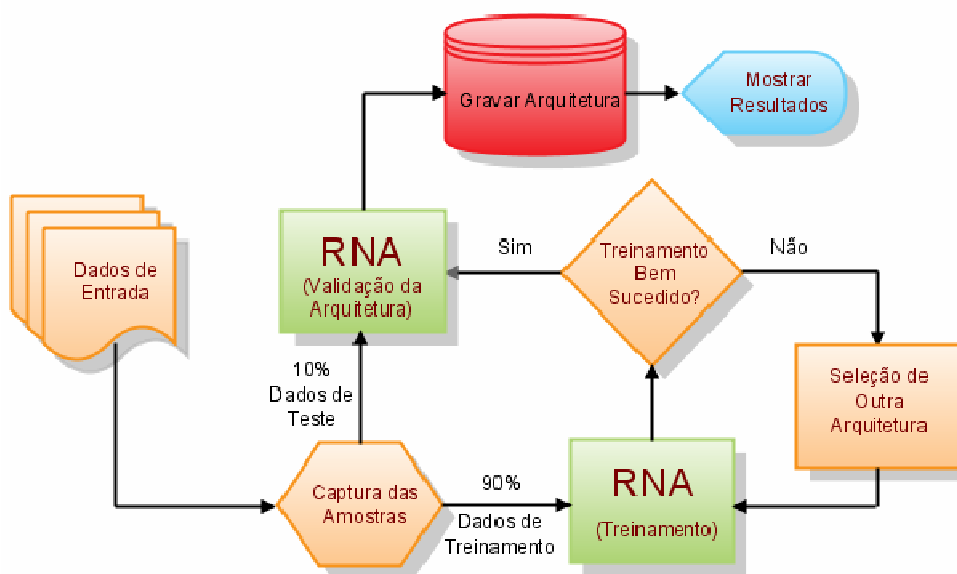 Gravar Arquitetura
Mostrar
Resultados
Dados de
Entrada
RNA
(Validação da
Arquitetura)
Sim
Treinamento
Bem
Sucedido?
Não
10%
Dados de
Teste
Seleção de
Outra
Arquitetura
Captura das
Amostras
90%
Dados de
Treinamento
RNA
(Treinamento)